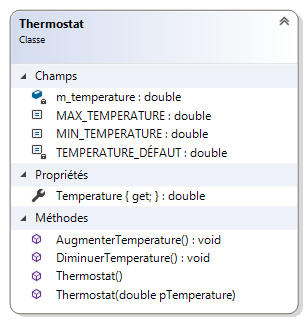 Thermostat
Classe
Champs
m_temperature : double
MAX_TEMPERATURE : double
MIN_TEMPERATURE : double
TEMPERATURE_DÉFAUT : double
Propriétés
Temperature { get; } : double
Méthodes
AugmenterTemperature() : void
DiminuerTemperature() : void
Thermostat()
Thermostat(double pTemperature)